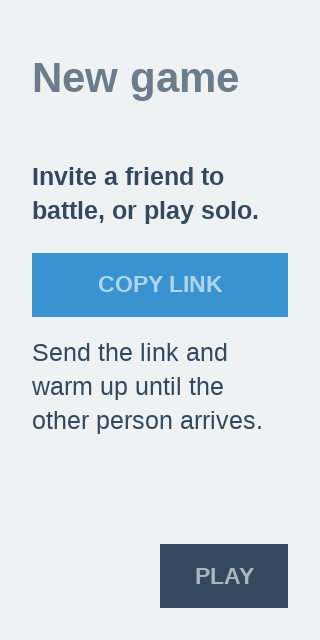 New game
Invite a friend to
battle, or play solo.
COPY LINK
Send the link and
warm up until the
other person arrives.
PLAY